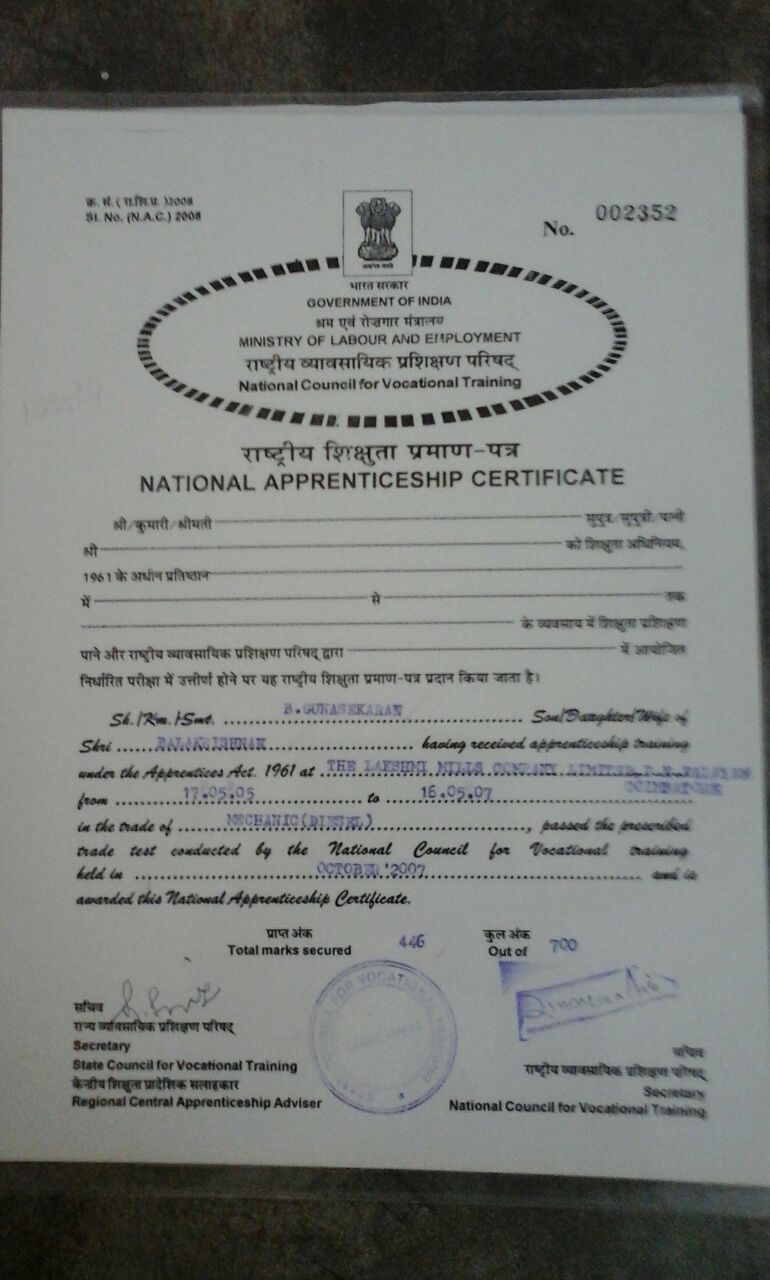 क्र. सं. ( रा.शि.प्र. )2008
Sl. No. (N.A.C.) 2008
No. 002352
भारत सरकार
GOVERNMENT OF INDIA
श्रम एवं रोज़गार मंत्रालय
MINISTRY OF LABOUR AND EMPLOYMENT
राष्ट्रीय व्यावसायिक प्रशिक्षण परिषद्
National Council for Vocational Training
राष्ट्रीय शिक्षुता प्रमाण-पत्र
NATIONAL APPRENTICESHIP CERTIFICATE
श्री/कुमारी/श्रीमती सुपुत्र/सुपुत्री/पत्नी
श्री को शिक्षुता अधिनियम,
1961 के अधीन प्रतिष्ठान
में से तक
के व्यवसाय में शिक्षुता प्रशिक्षण
पाने और राष्ट्रीय व्यावसायिक प्रशिक्षण परिषद् द्वारा में आयोजित
निर्धारित परीक्षा में उत्तीर्ण होने पर यह राष्ट्रीय शिक्षुता प्रमाण-पत्र प्रदान किया जाता है।
Sh./Km./Smt. B.GUNASEKARAN Son/Daughter/Wife of
Shri BALAKRISHNAN having received apprenticeship training
under the Apprentices Act. 1961 at THE LAKSHMI MILLS COMPANY LIMITED
COIMBATORE
from 17.05.05 to 16.05.07
in the trade of MECHANIC(DIESEL), passed the prescribed
trade test conducted by the National Council for Vocational training
held in OCTOBER'2007 and is
awarded this National Apprenticeship Certificate.
प्राप्त अंक कुल अंक
Total marks secured 446 Out of 700
सचिव
राज्य व्यावसायिक प्रशिक्षण परिषद्
Secretary
State Council for Vocational Training
केन्द्रीय शिक्षुता प्रादेशिक सलाहकार
Regional Central Apprenticeship Adviser
सचिव
राष्ट्रीय व्यावसायिक प्रशिक्षण परिषद्
Secretary
National Council for Vocational Training